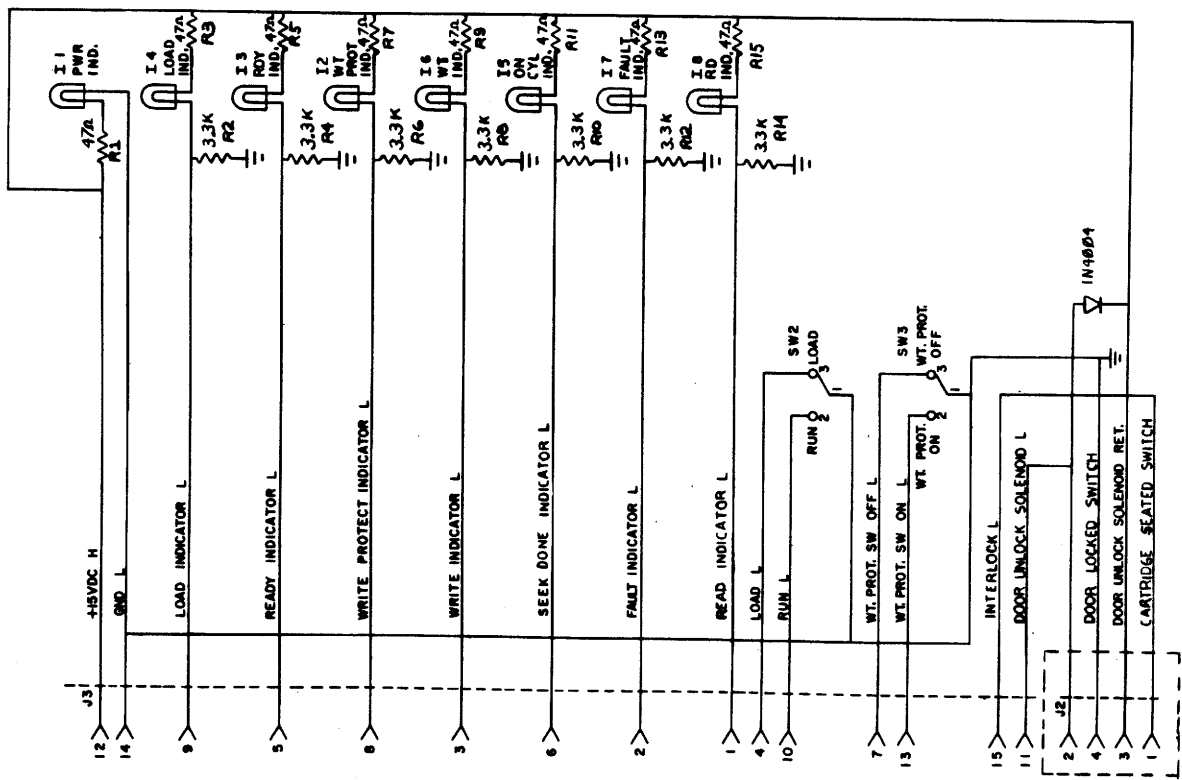 I 1
PWR
IND.
47Ω
R1
I 4
LOAD
IND.
47Ω
R3
3.3K
R2
I 3
RDY
IND.
47Ω
R5
3.3K
R4
I2
WT
PROT
IND.
47Ω
R7
3.3K
R6
I6
WT
IND.
47Ω
R9
3.3K
R8
I5
ON
CYL
IND.
47Ω
R11
3.3K
R10
I7
FAULT
IND.
47Ω
R13
3.3K
R12
I8
RD
IND.
47Ω
R15
3.3K
R14
J3
12
+15VDC H
14
GND L
9
LOAD INDICATOR L
5
READY INDICATOR L
8
WRITE PROTECT INDICATOR L
3
WRITE INDICATOR L
6
SEEK DONE INDICATOR L
2
FAULT INDICATOR L
1
READ INDICATOR L
4
LOAD L
10
RUN L
SW2
LOAD
3
1
2
RUN
7
WT. PROT. SW OFF L
13
WT. PROT. SW ON L
SW3
WT. PROT.
OFF
3
1
2
WT. PROT.
ON
15
INTERLOCK L
11
DOOR UNLOCK SOLENOID L
1N4004
J2
2
4
DOOR LOCKED SWITCH
3
DOOR UNLOCK SOLENOID RET.
1
CARTRIDGE SEATED SWITCH